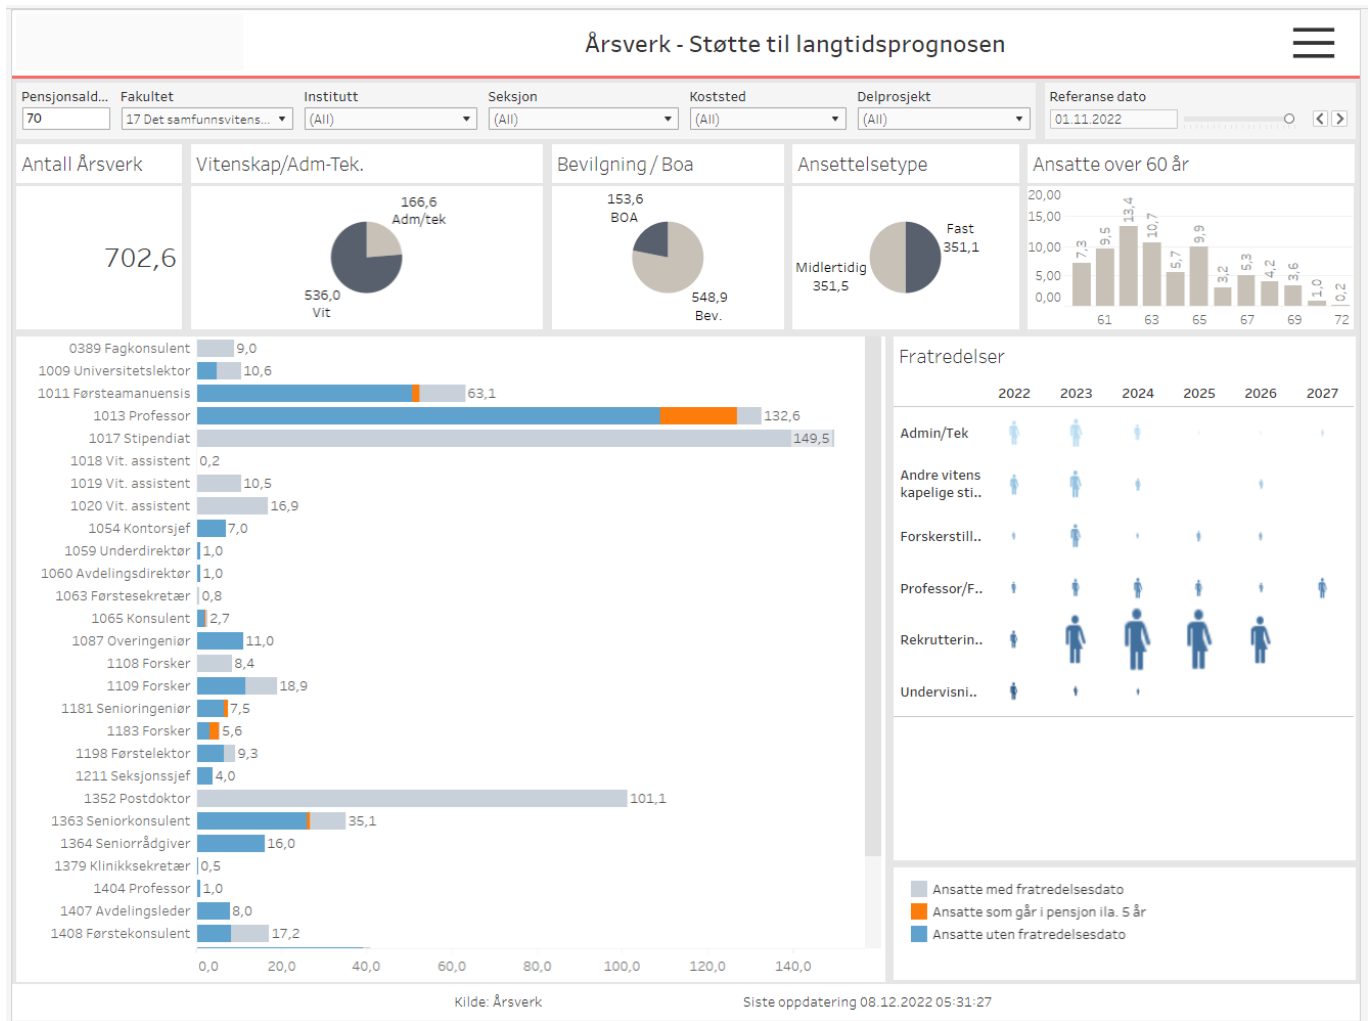 Årsverk - Støtte til langtidsprognosen
Pensjonsald... Fakultet Institutt Seksjon Koststed Delprosjekt Referanse dato
70 17 Det samfunnsvitens... (All) (All) (All) (All) 01.11.2022
Antall Årsverk
702,6
Vitenskap/Adm-Tek.
166,6
Adm/tek
536,0
Vit
Bevilgning / Boa
153,6
BOA
548,9
Bev.
Ansettelsetype
Fast
351,1
Midlertidig
351,5
Ansatte over 60 år
20,00
15,00
10,00
5,00
0,00
7,3 9,5 13,4 10,7 5,7 9,9 3,2 5,3 4,2 3,6 1,0 0,2
61 63 65 67 69 72
0389 Fagkonsulent 9,0
1009 Universitetslektor 10,6
1011 Førsteamanuensis 63,1
1013 Professor 132,6
1017 Stipendiat 149,5
1018 Vit. assistent 0,2
1019 Vit. assistent 10,5
1020 Vit. assistent 16,9
1054 Kontorsjef 7,0
1059 Underdirektør 1,0
1060 Avdelingsdirektør 1,0
1063 Førstesekretær 0,8
1065 Konsulent 2,7
1087 Overingeniør 11,0
1108 Forsker 8,4
1109 Forsker 18,9
1181 Senioringeniør 7,5
1183 Forsker 5,6
1198 Førstelektor 9,3
1211 Seksjonssjef 4,0
1352 Postdoktor 101,1
1363 Seniorkonsulent 35,1
1364 Seniorrådgiver 16,0
1379 Klinikksekretær 0,5
1404 Professor 1,0
1407 Avdelingsleder 8,0
1408 Førstekonsulent 17,2
0,0 20,0 40,0 60,0 80,0 100,0 120,0 140,0
Fratredelser
2022 2023 2024 2025 2026 2027
Admin/Tek
Andre vitens
kapelige sti..
Forskerstill..
Professor/F..
Rekrutterin..
Undervisni..
Ansatte med fratredelsesdato
Ansatte som går i pensjon ila. 5 år
Ansatte uten fratredelsesdato
Kilde: Årsverk Siste oppdatering 08.12.2022 05:31:27